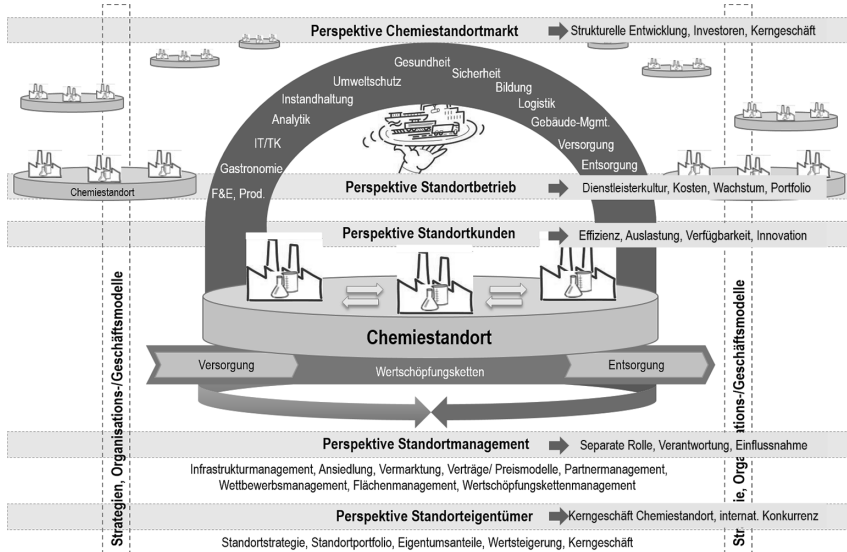 Perspektive Chemiestandortmarkt
Strukturelle Entwicklung, Investoren, Kerngeschäft
Gesundheit
Umweltschutz
Sicherheit
Instandhaltung
Bildung
Analytik
Logistik
IT/TK
Gebäude-Mgmt.
Gastronomie
Versorgung
F&E, Prod.
Entsorgung
Chemiestandort
Perspektive Standortbetrieb
Dienstleisterkultur, Kosten, Wachstum, Portfolio
Perspektive Standortkunden
Effizienz, Auslastung, Verfügbarkeit, Innovation
Chemiestandort
Versorgung
Wertschöpfungsketten
Entsorgung
Perspektive Standortmanagement
Separate Rolle, Verantwortung, Einflussnahme
Infrastrukturmanagement, Ansiedlung, Vermarktung, Verträge/ Preismodelle, Partnermanagement,
Wettbewerbsmanagement, Flächenmanagement, Wertschöpfungskettenmanagement
Perspektive Standorteigentümer
Kerngeschäft Chemiestandort, internat. Konkurrenz
Standortstrategie, Standortportfolio, Eigentumsanteile, Wertsteigerung, Kerngeschäft
Strategien, Organisations-/Geschäftsmodelle
ons-/Geschäftsmodelle